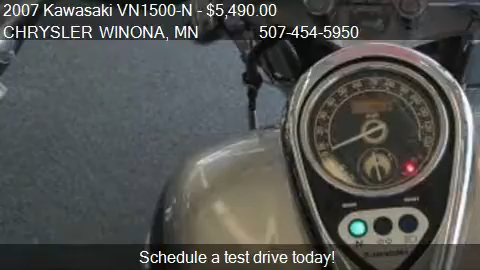 2007 Kawasaki VN1500-N - $5,490.00
CHRYSLER WINONA, MN 507-454-5950
N
Schedule a test drive today!